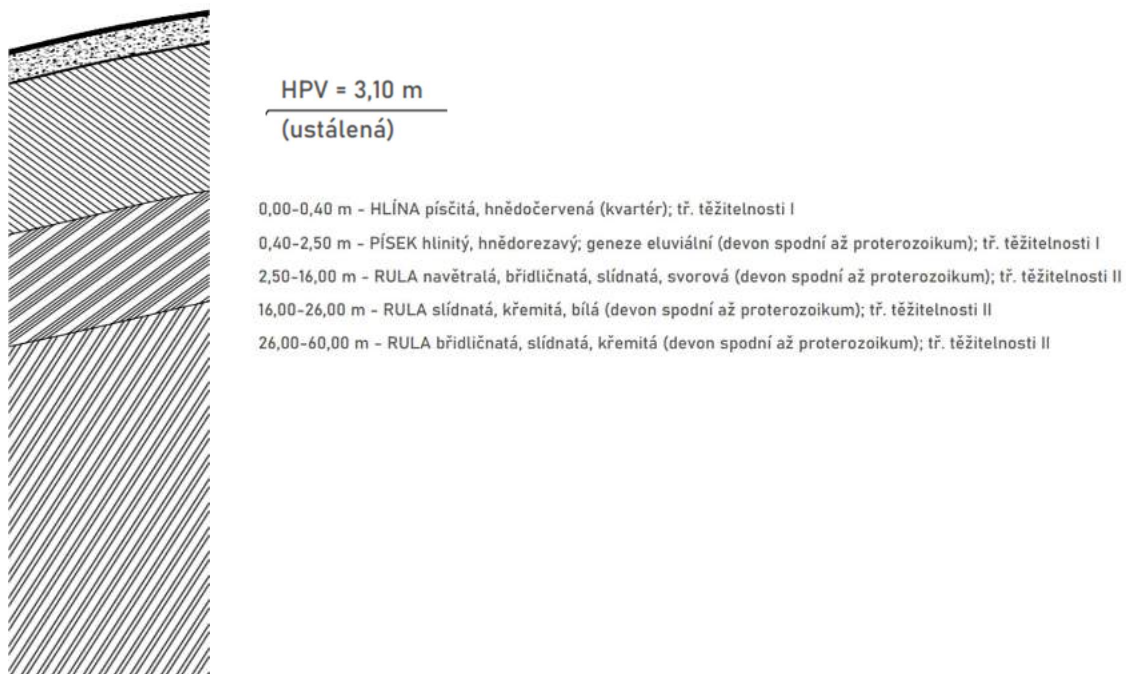 HPV = 3,10 m
(ustálená)
0,00-0,40 m - HLÍNA písčitá, hnědočervená (kvartér); tř. těžitelnosti I
0,40-2,50 m - PÍSEK hlinitý, hnědorezavý; geneze eluviální (devon spodní až proterozoikum); tř. těžitelnosti I
2,50-16,00 m - RULA navětralá, břidličnatá, slídnatá, svorová (devon spodní až proterozoikum); tř. těžitelnosti II
16,00-26,00 m - RULA slídnatá, křemitá, bílá (devon spodní až proterozoikum); tř. těžitelnosti II
26,00-60,00 m - RULA břidličnatá, slídnatá, křemitá (devon spodní až proterozoikum); tř. těžitelnosti II